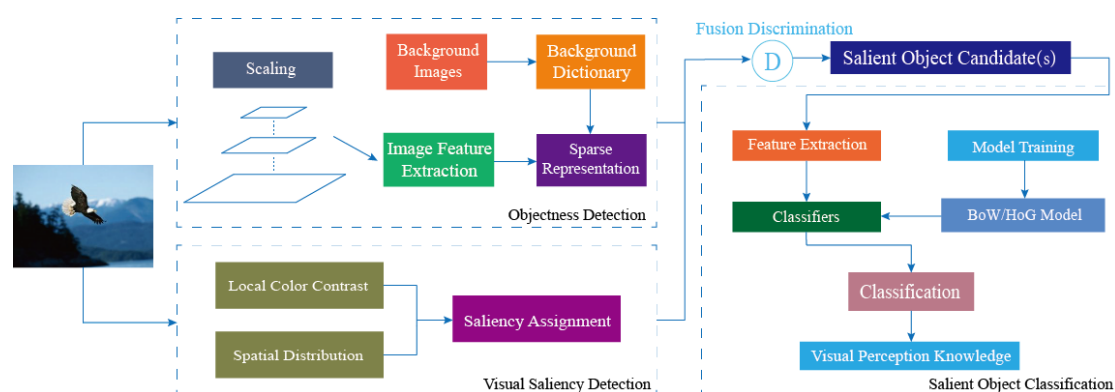 Scaling
Background
Images
Background
Dictionary
Image Feature
Extraction
Sparse
Representation
Objectness Detection
Local Color Contrast
Spatial Distribution
Saliency Assignment
Visual Saliency Detection
Fusion Discrimination
D
Salient Object Candidate(s)
Feature Extraction
Model Training
Classifiers
BoW/HoG Model
Classification
Visual Perception Knowledge
Salient Object Classification